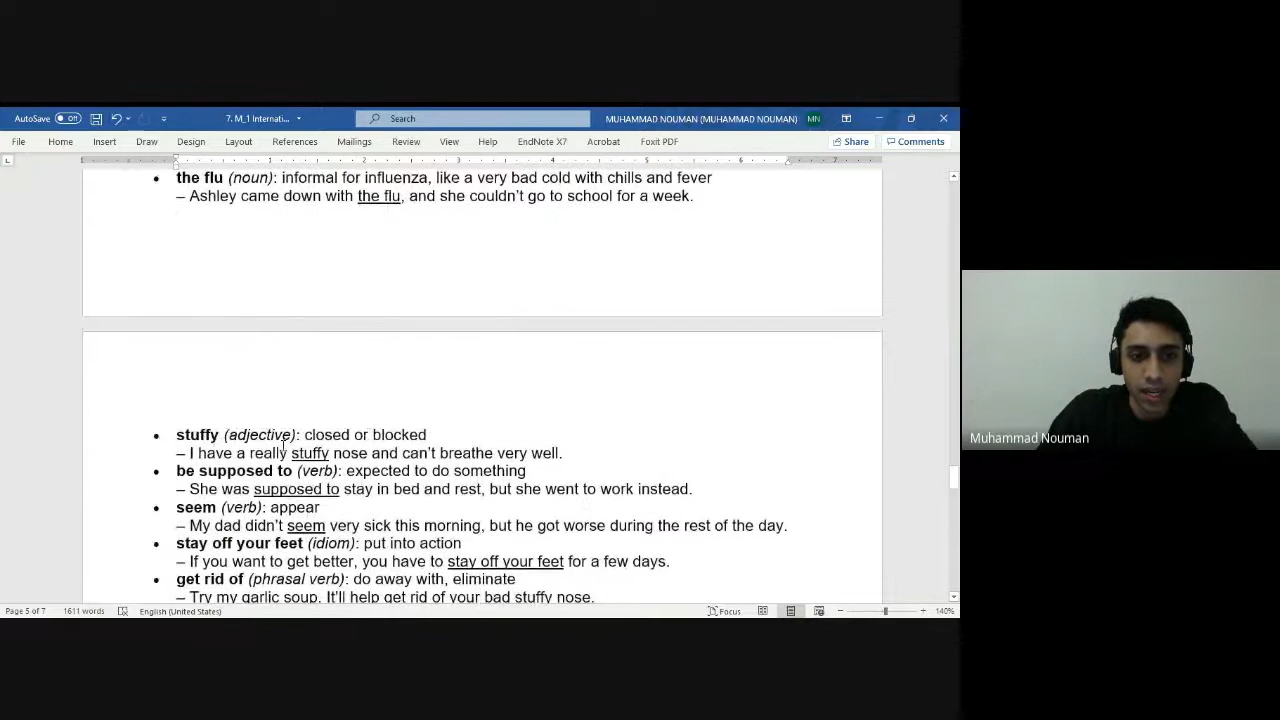 AutoSave Off 7. M_1 Internati... Search MUHAMMAD NOUMAN (MUHAMMAD NOUMAN) MN
File Home Insert Draw Design Layout References Mailings Review View Help EndNote X7 Acrobat Foxit PDF Share Comments
1 2 3 4 5 6 7
• the flu (noun): informal for influenza, like a very bad cold with chills and fever
– Ashley came down with the flu, and she couldn't go to school for a week.
• stuffy (adjective): closed or blocked
– I have a really stuffy nose and can't breathe very well.
• be supposed to (verb): expected to do something
– She was supposed to stay in bed and rest, but she went to work instead.
• seem (verb): appear
– My dad didn't seem very sick this morning, but he got worse during the rest of the day.
• stay off your feet (idiom): put into action
– If you want to get better, you have to stay off your feet for a few days.
• get rid of (phrasal verb): do away with, eliminate
– Try my garlic soup. It'll help get rid of your bad stuffy nose.
Page 5 of 7 1611 words English (United States) Focus 140%
Muhammad Nouman